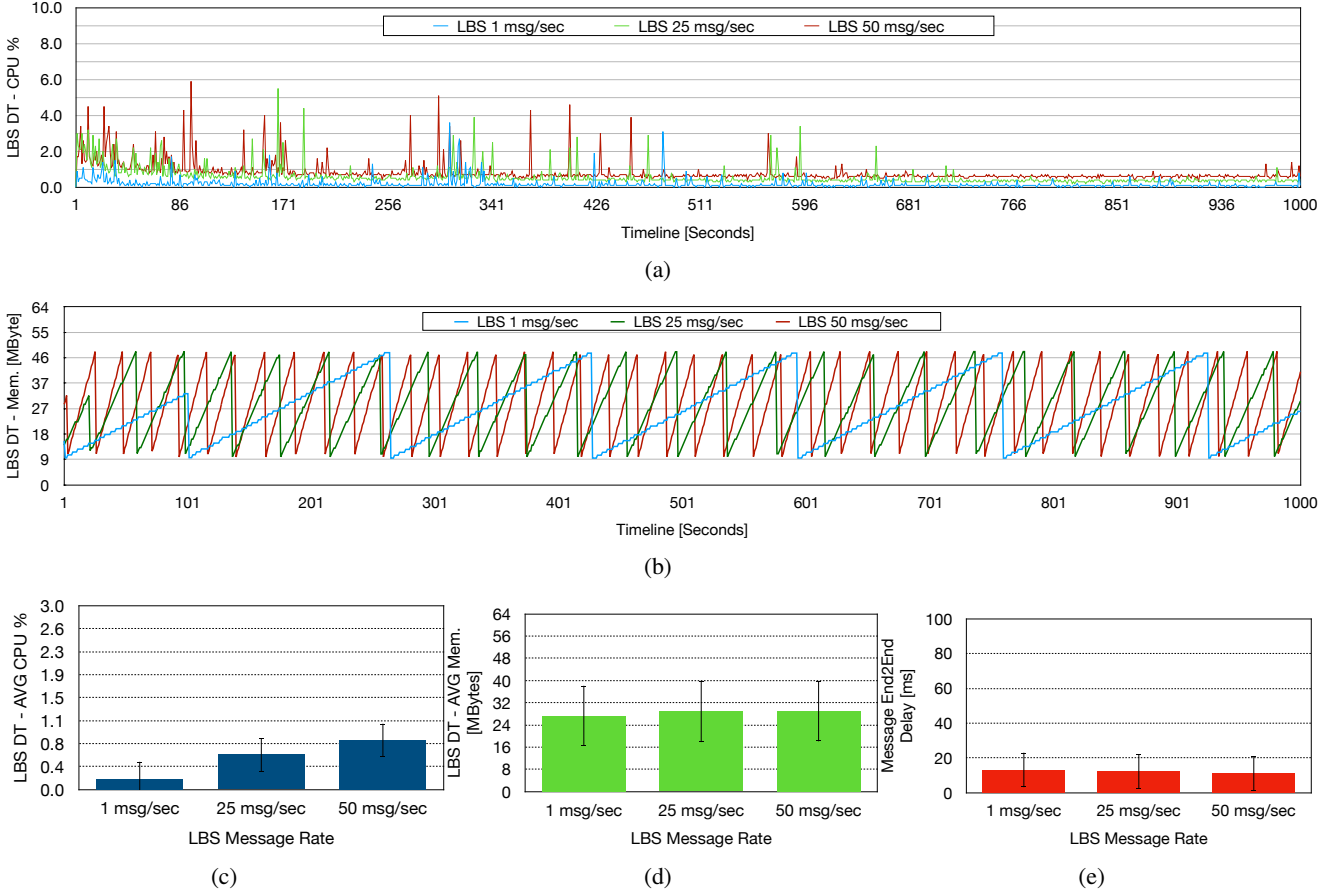 LBS DT - CPU %
10.0
8.0
6.0
4.0
2.0
0.0
LBS 1 msg/sec LBS 25 msg/sec LBS 50 msg/sec
1 86 171 256 341 426 511 596 681 766 851 936 1000
Timeline [Seconds]
(a)
LBS DT - Mem. [MByte]
64
55
46
37
27
18
9
0
LBS 1 msg/sec LBS 25 msg/sec LBS 50 msg/sec
1 101 201 301 401 501 601 701 801 901 1000
Timeline [Seconds]
(b)
LBS DT - AVG CPU %
3.0
2.6
2.3
1.9
1.5
1.1
0.8
0.4
0.0
1 msg/sec 25 msg/sec 50 msg/sec
LBS Message Rate
(c)
LBS DT - AVG Mem.
[MBytes]
64
56
48
40
32
24
16
8
0
1 msg/sec 25 msg/sec 50 msg/sec
LBS Message Rate
(d)
Message End2End
Delay [ms]
100
80
60
40
20
0
1 msg/sec 25 msg/sec 50 msg/sec
LBS Message Rate
(e)